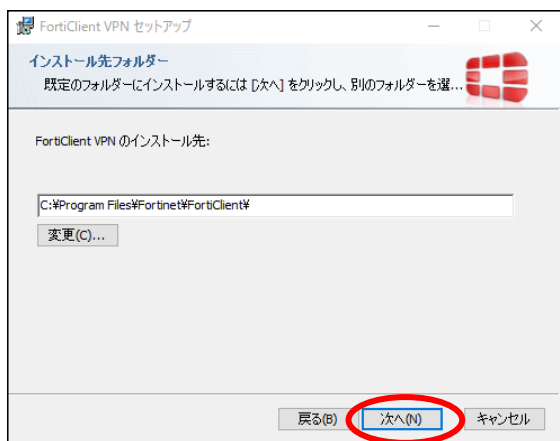 FortiClient VPN セットアップ
インストール先フォルダー
既定のフォルダーにインストールするには [次へ] をクリックし、別のフォルダーを選...
FortiClient VPN のインストール先:
C:¥Program Files¥Fortinet¥FortiClient¥
変更(C)...
戻る(B)
次へ(N)
キャンセル